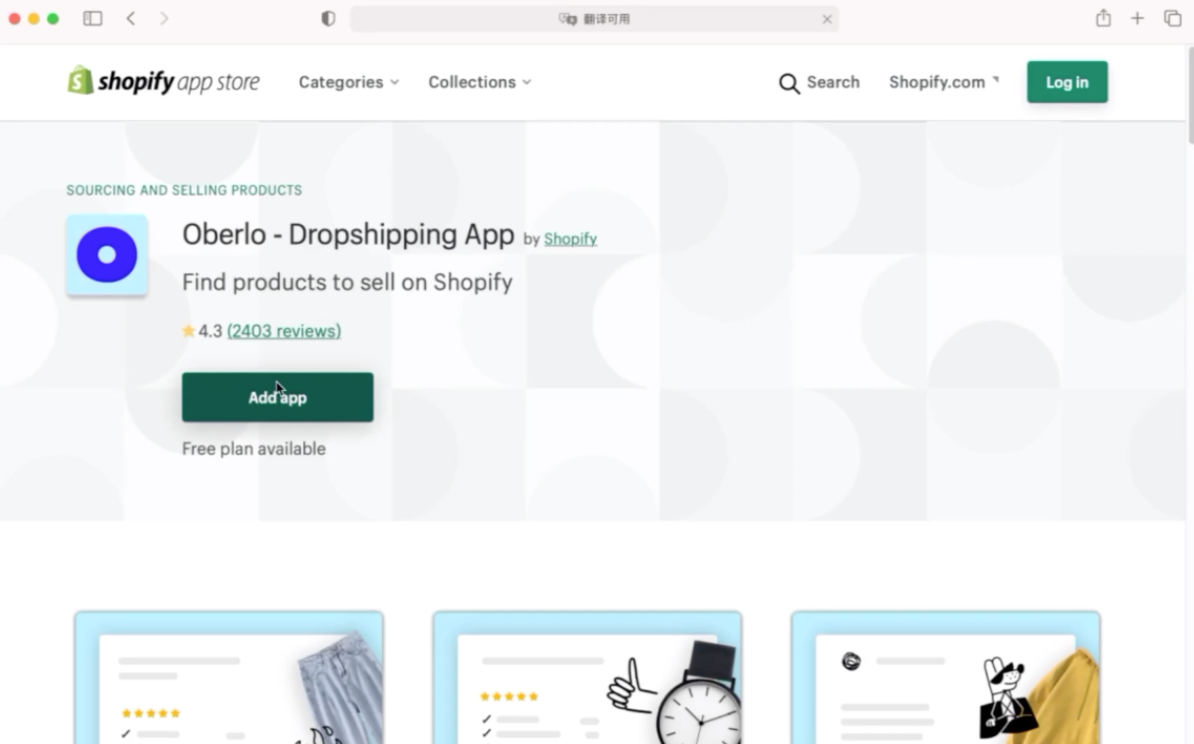 翻译可用
shopify app store
Categories
Collections
Search
Shopify.com
Log in
SOURCING AND SELLING PRODUCTS
Oberlo - Dropshipping App by Shopify
Find products to sell on Shopify
4.3 (2403 reviews)
Add app
Free plan available